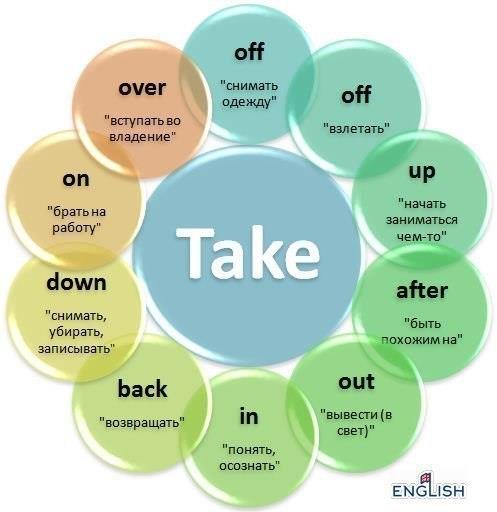 off
"снимать
одежду"
off
"взлетать"
up
"начать
заниматься
чем-то"
after
"быть
похожим на"
out
"вывести (в
свет)"
in
"понять,
осознать"
back
"возвращать"
down
"снимать,
убирать,
записывать"
on
"брать на
работу"
over
"вступать во
владение"
Take
ENGLISH